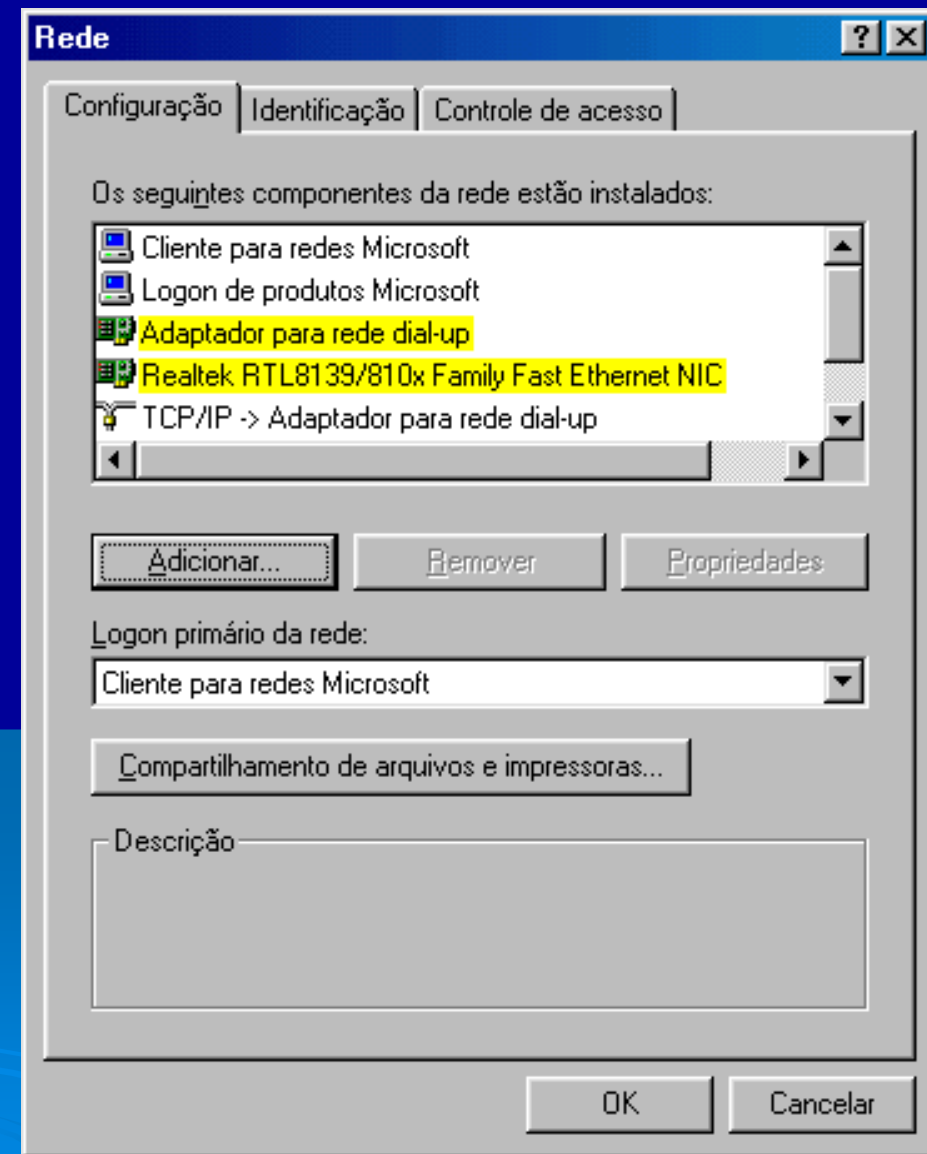 Rede
Configuração Identificação Controle de acesso
Os seguintes componentes da rede estão instalados:
Cliente para redes Microsoft
Logon de produtos Microsoft
Adaptador para rede dial-up
Realtek RTL8139/810x Family Fast Ethernet NIC
TCP/IP -> Adaptador para rede dial-up
Adicionar... Remover Propriedades
Logon primário da rede:
Cliente para redes Microsoft
Compartilhamento de arquivos e impressoras...
Descrição
OK Cancelar